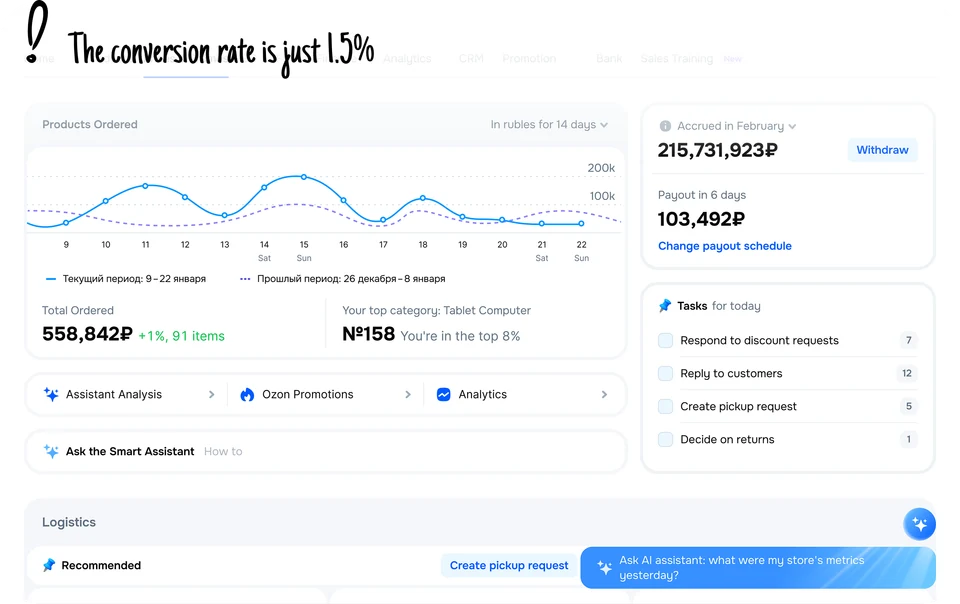 ! The conversion rate is just 1.5%
Analytics CRM Promotion Bank Sales Training New
Products Ordered
In rubles for 14 days
200k
100k
9 10 11 12 13 14 15 16 17 18 19 20 21 22
Sat Sun Sat Sun
Текущий период: 9–22 января
Прошлый период: 26 декабря–8 января
Total Ordered
558,842₽ +1%, 91 items
Your top category: Tablet Computer
№158 You're in the top 8%
Assistant Analysis
Ozon Promotions
Analytics
Ask the Smart Assistant How to
Accrued in February
215,731,923₽
Withdraw
Payout in 6 days
103,492₽
Change payout schedule
Tasks for today
Respond to discount requests 7
Reply to customers 12
Create pickup request 5
Decide on returns 1
Logistics
Recommended
Create pickup request
Ask AI assistant: what were my store's metrics
yesterday?